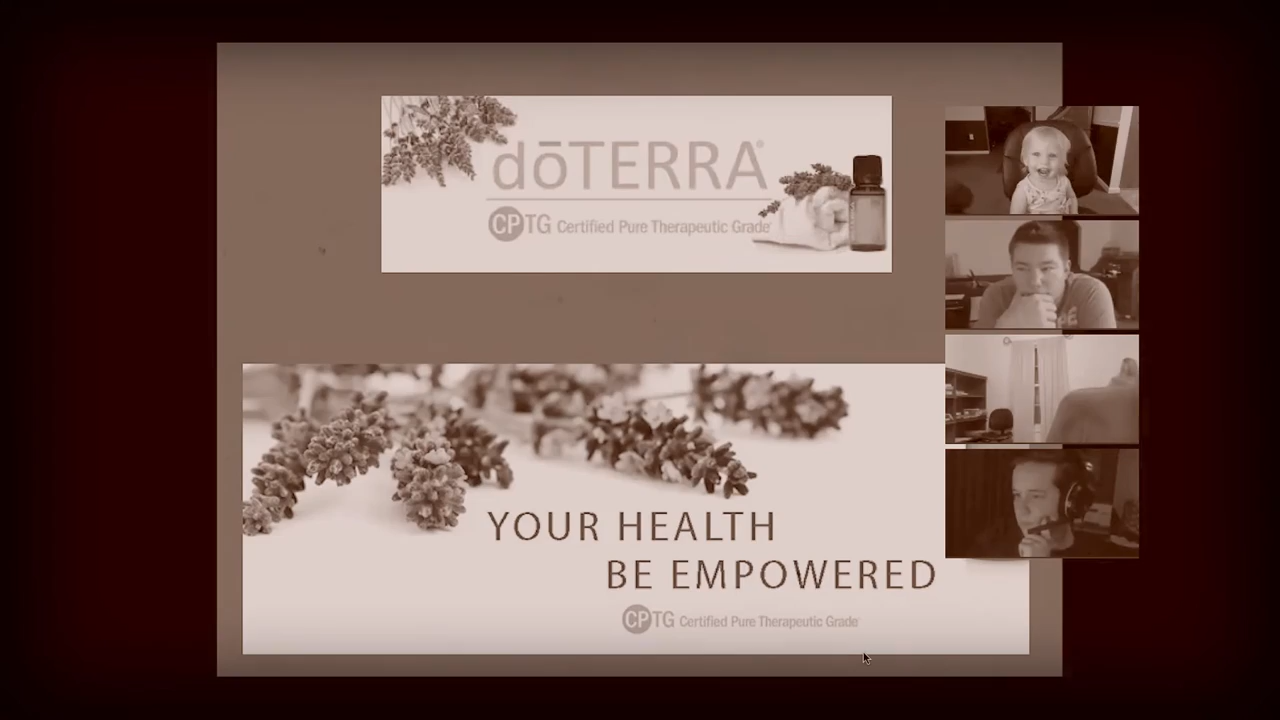 dōTERRA®
CPTG Certified Pure Therapeutic Grade
YOUR HEALTH
BE EMPOWERED
CPTG Certified Pure Therapeutic Grade